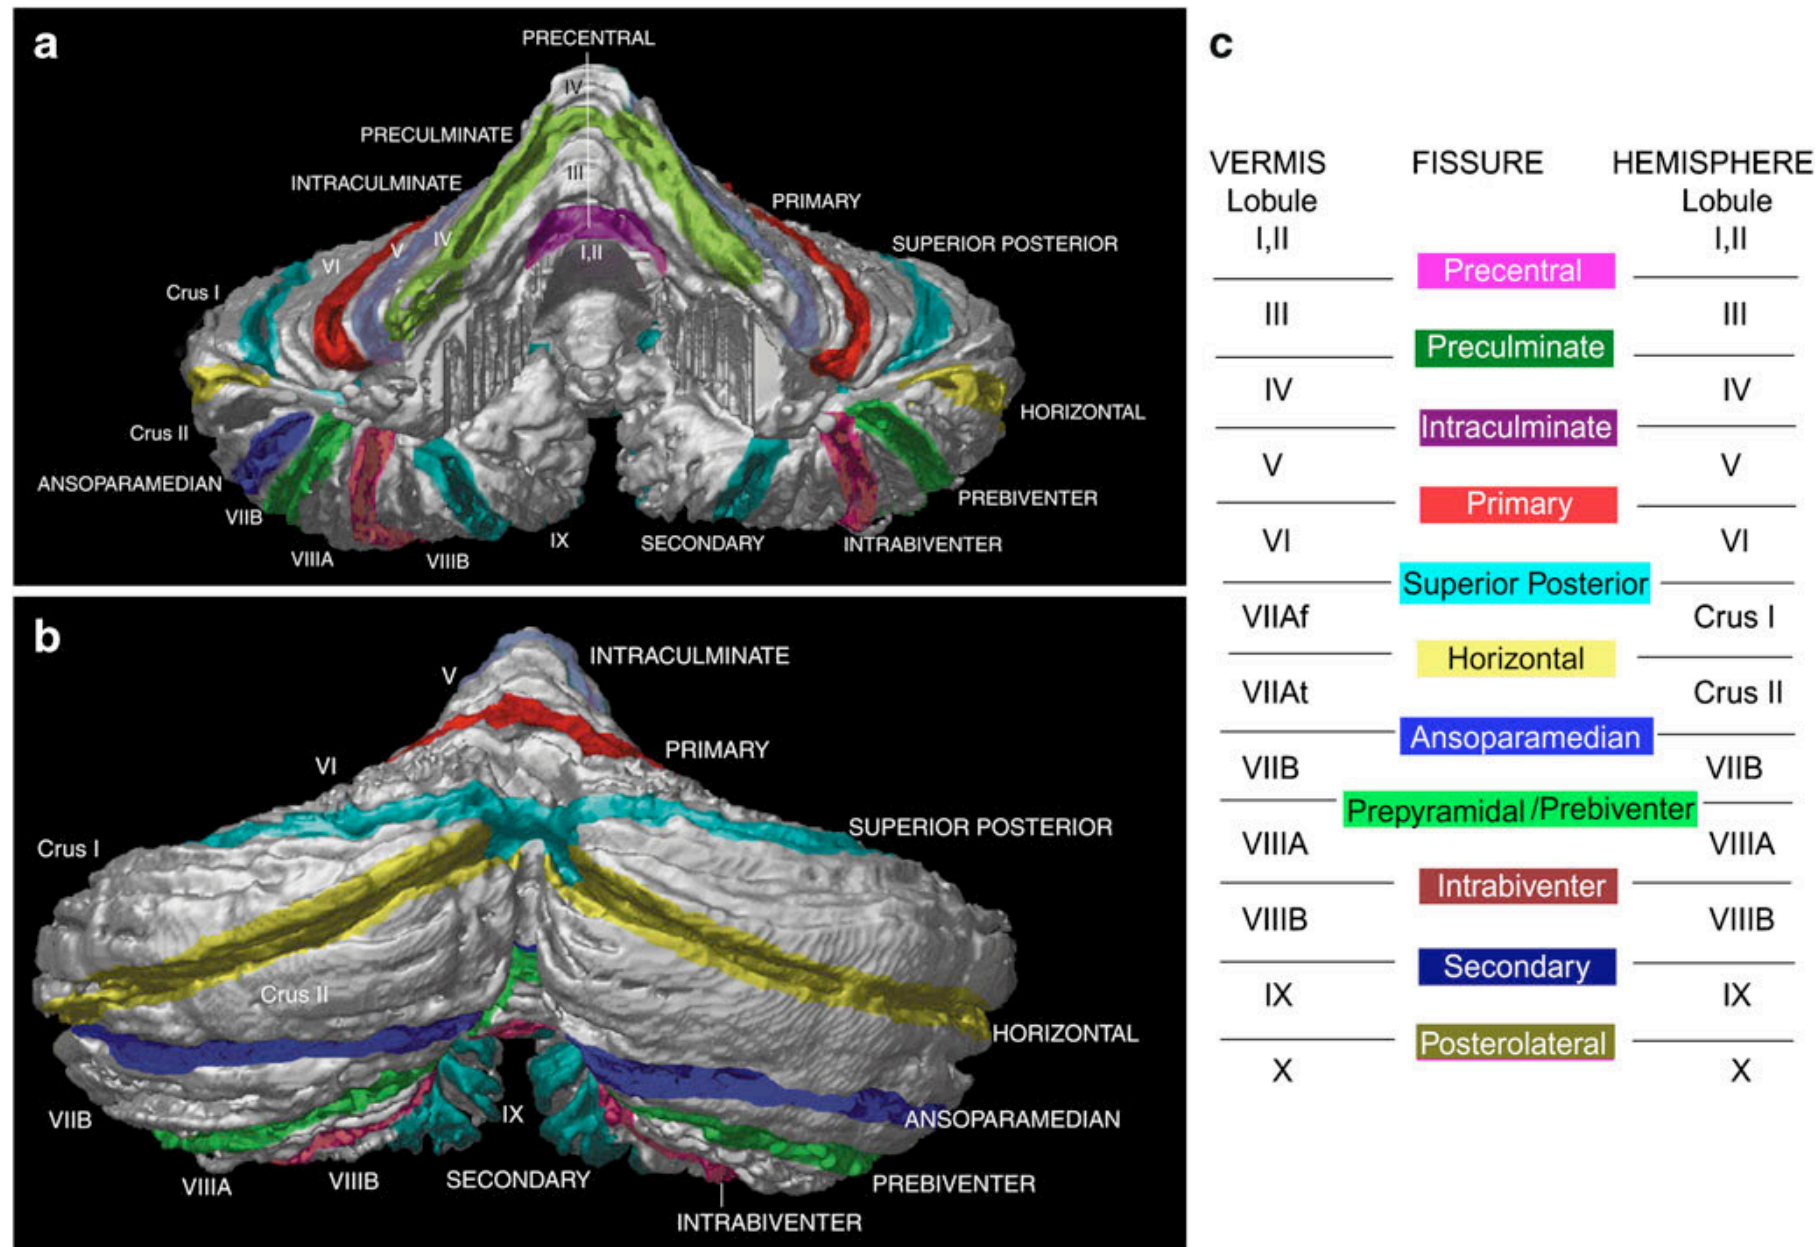 a
PRECENTRAL
IV
PRECULMINATE
III
INTRACULMINATE
PRIMARY
V
IV
SUPERIOR POSTERIOR
VI
I,II
Crus I
HORIZONTAL
Crus II
ANSOPARAMEDIAN
PREBITVENTER
VIIB
IX
SECONDARY
INTRABIVENTER
VIIIA
VIIIB
b
INTRACULMINATE
V
PRIMARY
VI
SUPERIOR POSTERIOR
Crus I
Crus II
HORIZONTAL
IX
VIIB
ANSOPARAMEDIAN
SECONDARY
VIIIA
VIIIB
PREBIVENTER
INTRABIVENTER
c
VERMIS FISSURE HEMISPHERE
Lobule Lobule
I,II I,II
Precentral
III III
Preculminate
IV IV
Intraculminate
V V
Primary
VI VI
Superior Posterior
VIIAf Crus I
Horizontal
VIIAt Crus II
Ansoparamedian
VIIB VIIB
Prepyramidal/Prebiventer
VIIIA VIIIA
Intrabiventer
VIIIB VIIIB
Secondary
IX IX
Posterolateral
X X